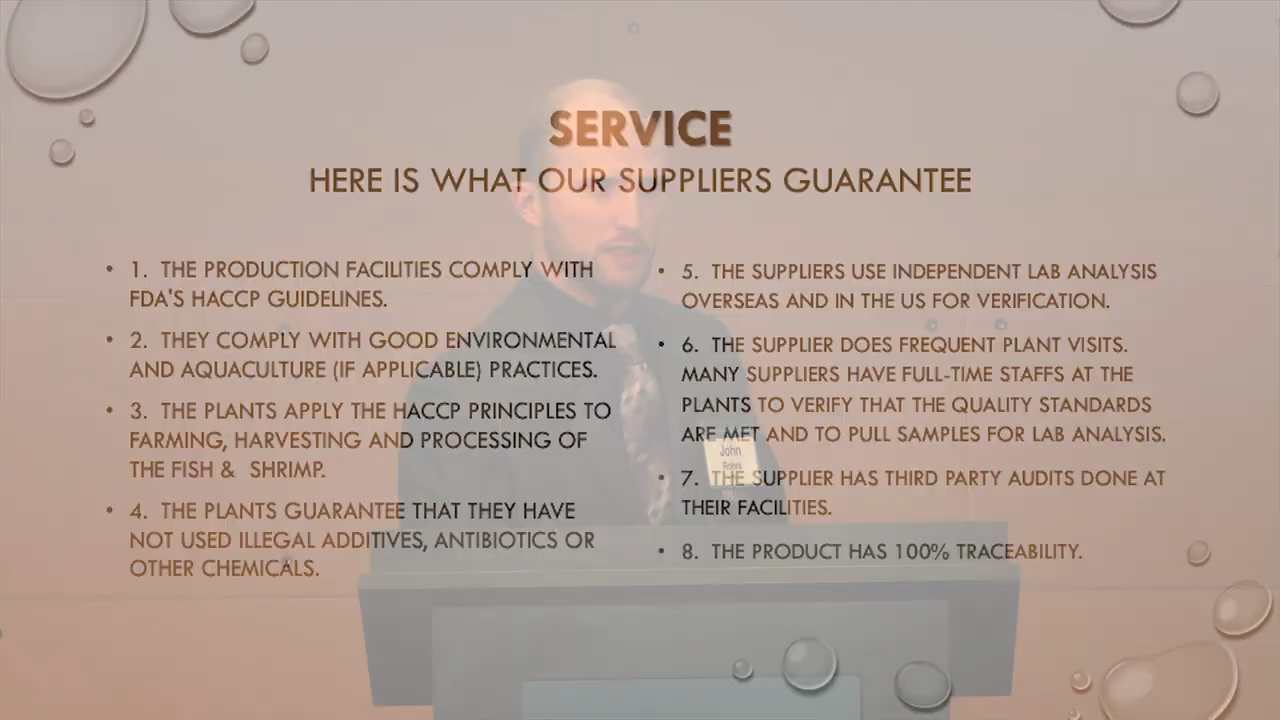 SERVICE
HERE IS WHAT OUR SUPPLIERS GUARANTEE
• 1. THE PRODUCTION FACILITIES COMPLY WITH
FDA'S HACCP GUIDELINES.
• 2. THEY COMPLY WITH GOOD ENVIRONMENTAL
AND AQUACULTURE (IF APPLICABLE) PRACTICES.
• 3. THE PLANTS APPLY THE HACCP PRINCIPLES TO
FARMING, HARVESTING AND PROCESSING OF
THE FISH & SHRIMP.
• 4. THE PLANTS GUARANTEE THAT THEY HAVE
NOT USED ILLEGAL ADDITIVES, ANTIBIOTICS OR
OTHER CHEMICALS.
• 5. THE SUPPLIERS USE INDEPENDENT LAB ANALYSIS
OVERSEAS AND IN THE US FOR VERIFICATION.
• 6. THE SUPPLIER DOES FREQUENT PLANT VISITS.
MANY SUPPLIERS HAVE FULL-TIME STAFFS AT THE
PLANTS TO VERIFY THAT THE QUALITY STANDARDS
ARE MET AND TO PULL SAMPLES FOR LAB ANALYSIS.
• 7. THE SUPPLIER HAS THIRD PARTY AUDITS DONE AT
THEIR FACILITIES.
• 8. THE PRODUCT HAS 100% TRACEABILITY.
John